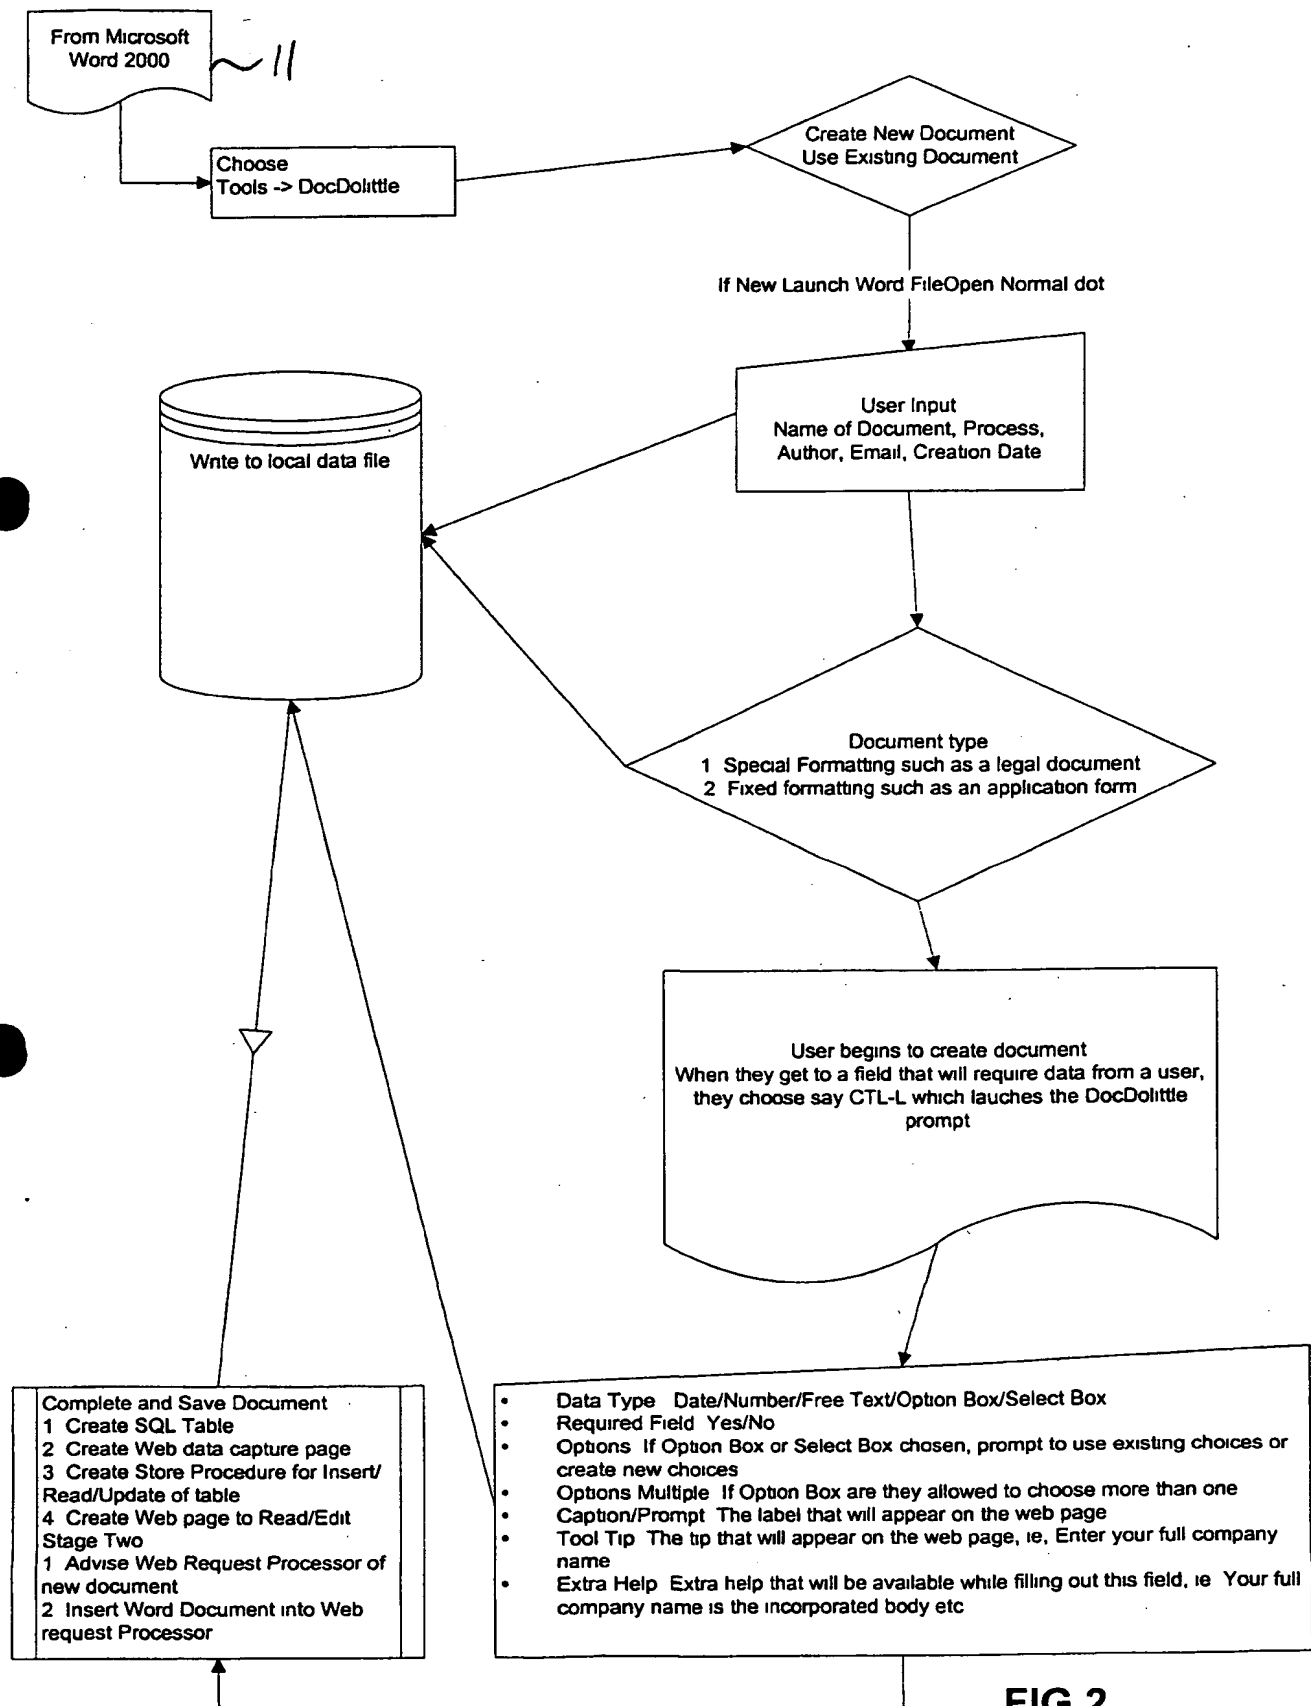 From Microsoft
Word 2000
11
Choose
Tools -> DocDolittle
Create New Document
Use Existing Document
If New Launch Word FileOpen Normal dot
User Input
Name of Document, Process,
Author, Email, Creation Date
Write to local data file
Document type
1 Special Formatting such as a legal document
2 Fixed formatting such as an application form
User begins to create document
When they get to a field that will require data from a user,
they choose say CTL-L which lauches the DocDolittle
prompt
Complete and Save Document
1 Create SQL Table
2 Create Web data capture page
3 Create Store Procedure for Insert/
Read/Update of table
4 Create Web page to Read/Edit
Stage Two
1 Advise Web Request Processor of
new document
2 Insert Word Document into Web
request Processor
• Data Type Date/Number/Free Text/Option Box/Select Box
• Required Field Yes/No
• Options If Option Box or Select Box chosen, prompt to use existing choices or
create new choices
• Options Multiple If Option Box are they allowed to choose more than one
• Caption/Prompt The label that will appear on the web page
• Tool Tip The tip that will appear on the web page, ie, Enter your full company
name
• Extra Help Extra help that will be available while filling out this field, ie Your full
company name is the incorporated body etc
FIG 2